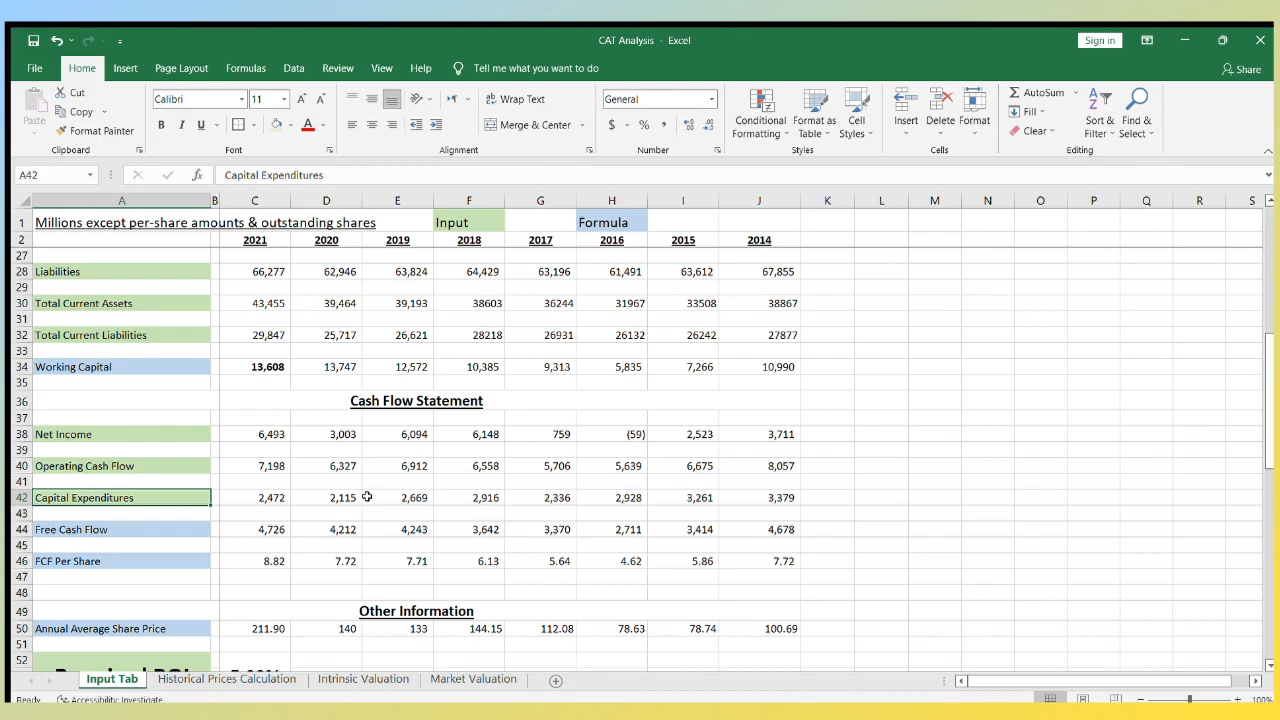 CAT Analysis - Excel
Sign in
File Home Insert Page Layout Formulas Data Review View Help Tell me what you want to do Share
Cut
Copy
Format Painter
Paste
Calibri 11
B I U A
Wrap Text
Merge & Center
General
$ % ,
Conditional Formatting
Format as Table
Cell Styles
Insert Delete Format
AutoSum
Fill
Clear
Sort & Filter
Find & Select
Clipboard Font Alignment Number Styles Cells Editing
A42 fx Capital Expenditures
A B C D E F G H I J K L M N O P Q R S
1 Millions except per-share amounts & outstanding shares Input Formula
2 2021 2020 2019 2018 2017 2016 2015 2014
27
28 Liabilities 66,277 62,946 63,824 64,429 63,196 61,491 63,612 67,855
29
30 Total Current Assets 43,455 39,464 39,193 38603 36244 31967 33508 38867
31
32 Total Current Liabilities 29,847 25,717 26,621 28218 26931 26132 26242 27877
33
34 Working Capital 13,608 13,747 12,572 10,385 9,313 5,835 7,266 10,990
35
36 Cash Flow Statement
37
38 Net Income 6,493 3,003 6,094 6,148 759 (59) 2,523 3,711
39
40 Operating Cash Flow 7,198 6,327 6,912 6,558 5,706 5,639 6,675 8,057
41
42 Capital Expenditures 2,472 2,115 2,669 2,916 2,336 2,928 3,261 3,379
43
44 Free Cash Flow 4,726 4,212 4,243 3,642 3,370 2,711 3,414 4,678
45
46 FCF Per Share 8.82 7.72 7.71 6.13 5.64 4.62 5.86 7.72
47
48
49 Other Information
50 Annual Average Share Price 211.90 140 133 144.15 112.08 78.63 78.74 100.69
51
52
Input Tab Historical Prices Calculation Intrinsic Valuation Market Valuation
Ready Accessibility: Investigate 100%